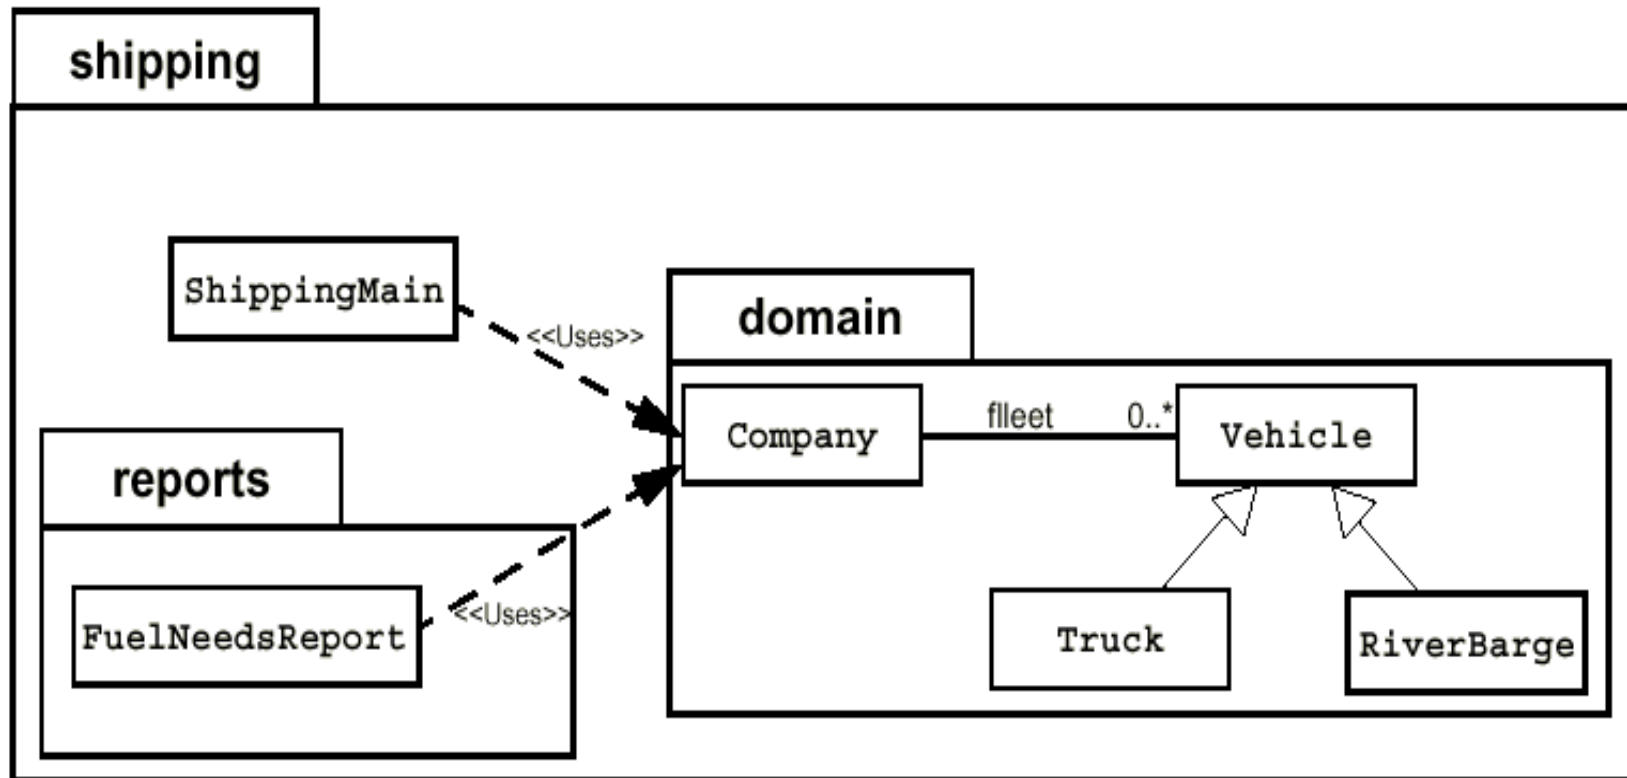 shipping
ShippingMain
<<Uses>>
domain
Company
flleet
0..*
Vehicle
reports
FuelNeedsReport
<<Uses>>
Truck
RiverBarge